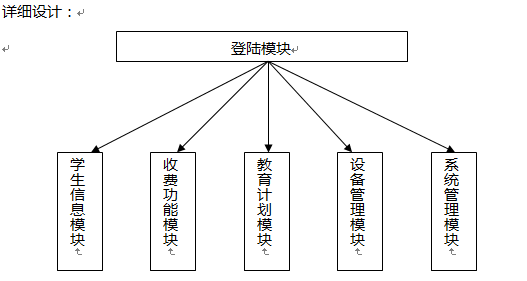 详细设计：
登陆模块
学生信息模块
收费功能模块
教育计划模块
设备管理模块
系统管理模块